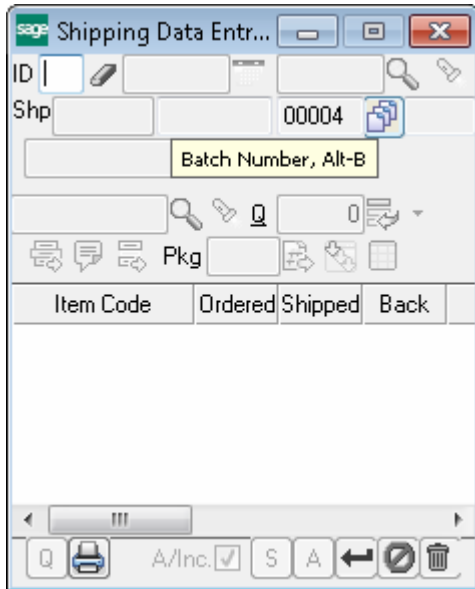 sage Shipping Data Entr...
ID
Shp 00004
Batch Number, Alt-B
Q 0
Pkg
Item Code Ordered Shipped Back
Q A/Inc. S A